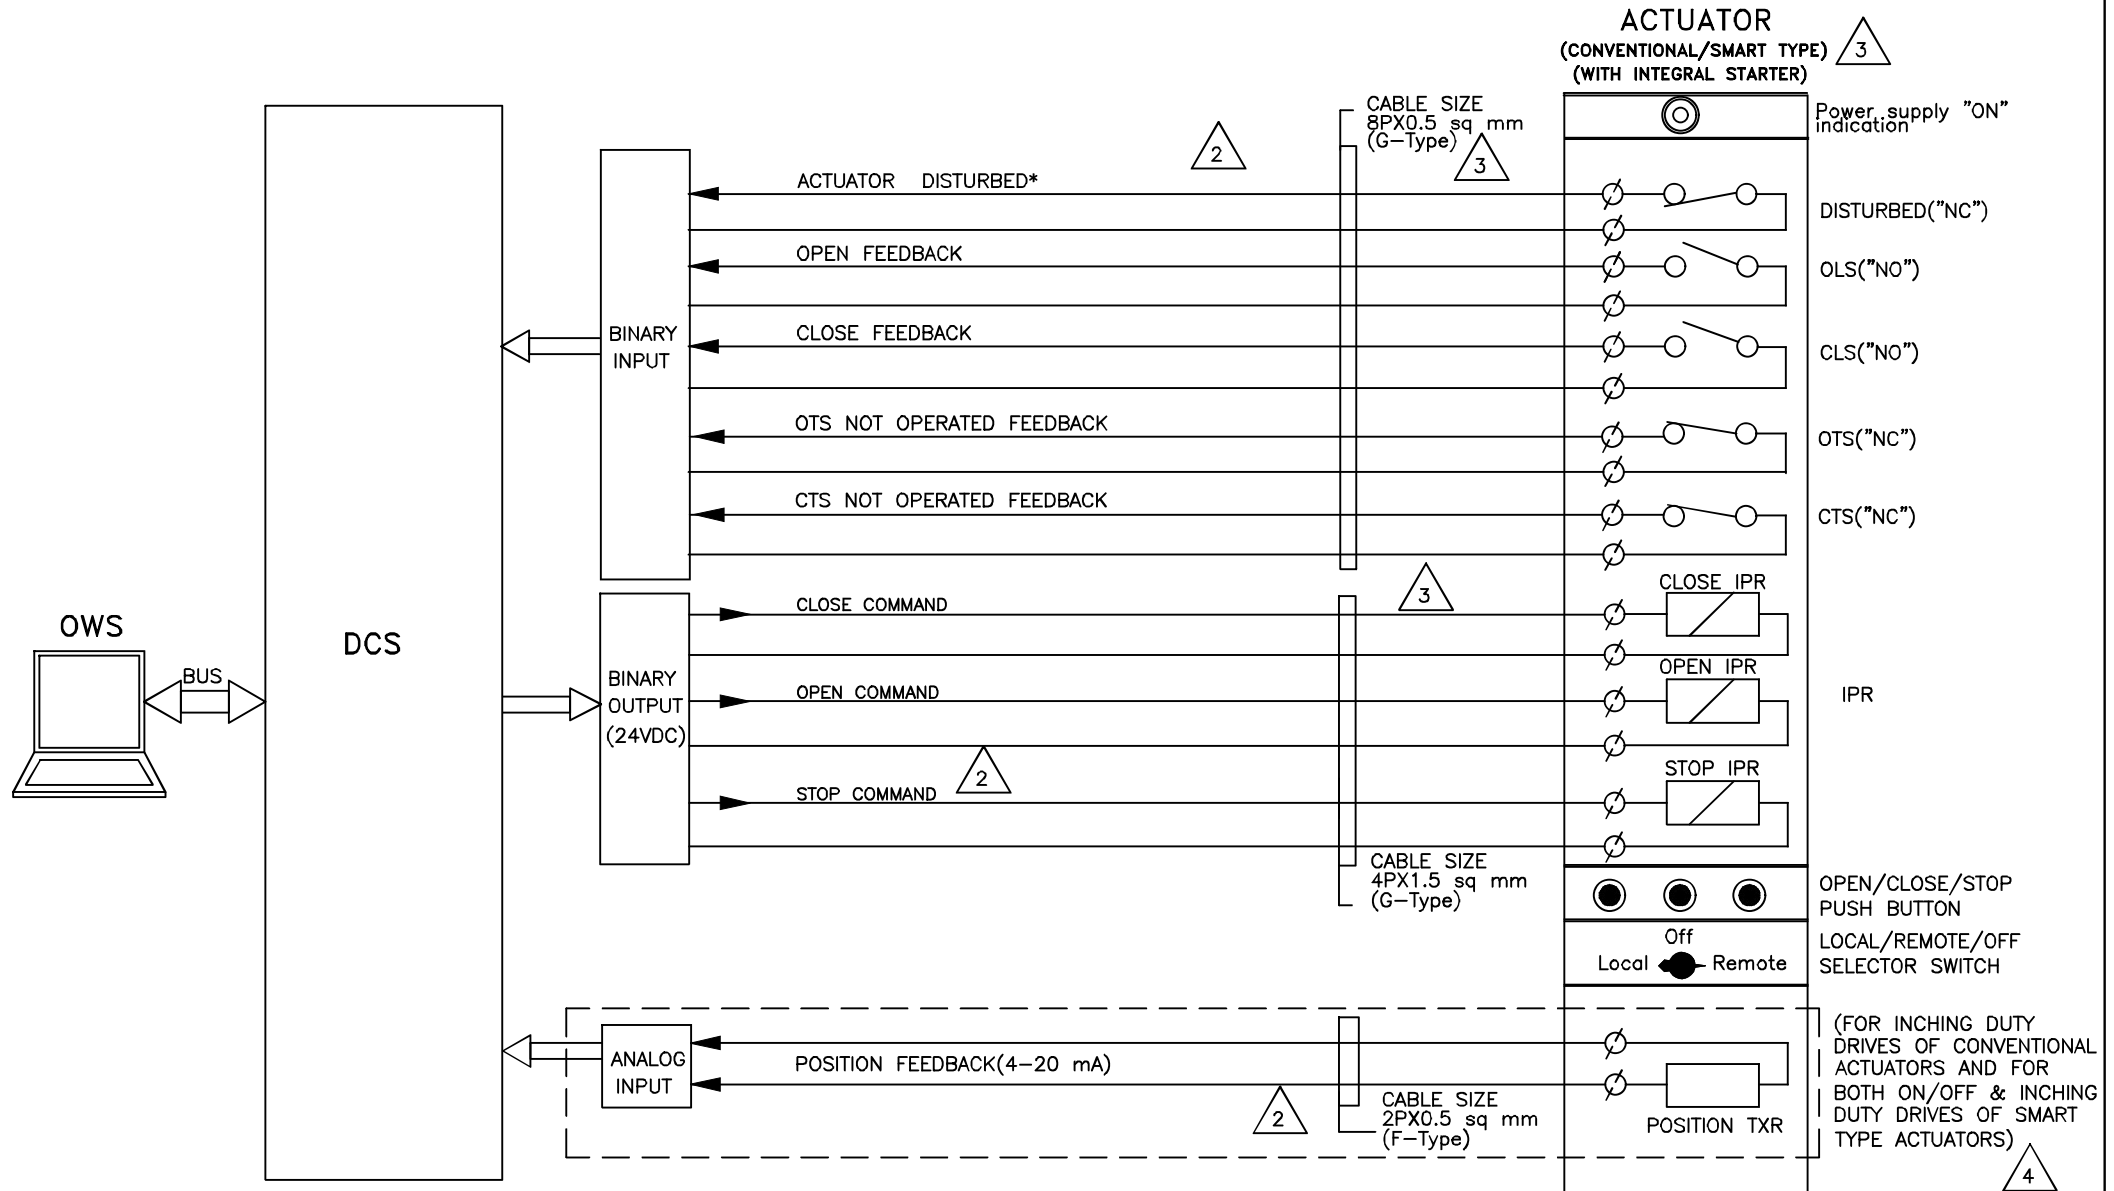 ACTUATOR
(CONVENTIONAL/SMART TYPE)
3
(WITH INTEGRAL STARTER)
CABLE SIZE
8PX0.5 sq mm
(G-Type)
Power supply "ON"
indication
2
3
ACTUATOR DISTURBED*
DISTURBED("NC")
OPEN FEEDBACK
OLS("NO")
BINARY
INPUT
CLOSE FEEDBACK
CLS("NO")
OTS NOT OPERATED FEEDBACK
OTS("NC")
CTS NOT OPERATED FEEDBACK
CTS("NC")
3
CLOSE IPR
CLOSE COMMAND
OWS
DCS
BUS
BINARY
OUTPUT
(24VDC)
OPEN IPR
OPEN COMMAND
IPR
2
STOP IPR
STOP COMMAND
CABLE SIZE
4PX1.5 sq mm
(G-Type)
OPEN/CLOSE/STOP
PUSH BUTTON
Off
Local Remote
LOCAL/REMOTE/OFF
SELECTOR SWITCH
ANALOG
INPUT
POSITION FEEDBACK(4-20 mA)
2
CABLE SIZE
2PX0.5 sq mm
(F-Type)
POSITION TXR
(FOR INCHING DUTY
DRIVES OF CONVENTIONAL
ACTUATORS AND FOR
BOTH ON/OFF & INCHING
DUTY DRIVES OF SMART
TYPE ACTUATORS)
4